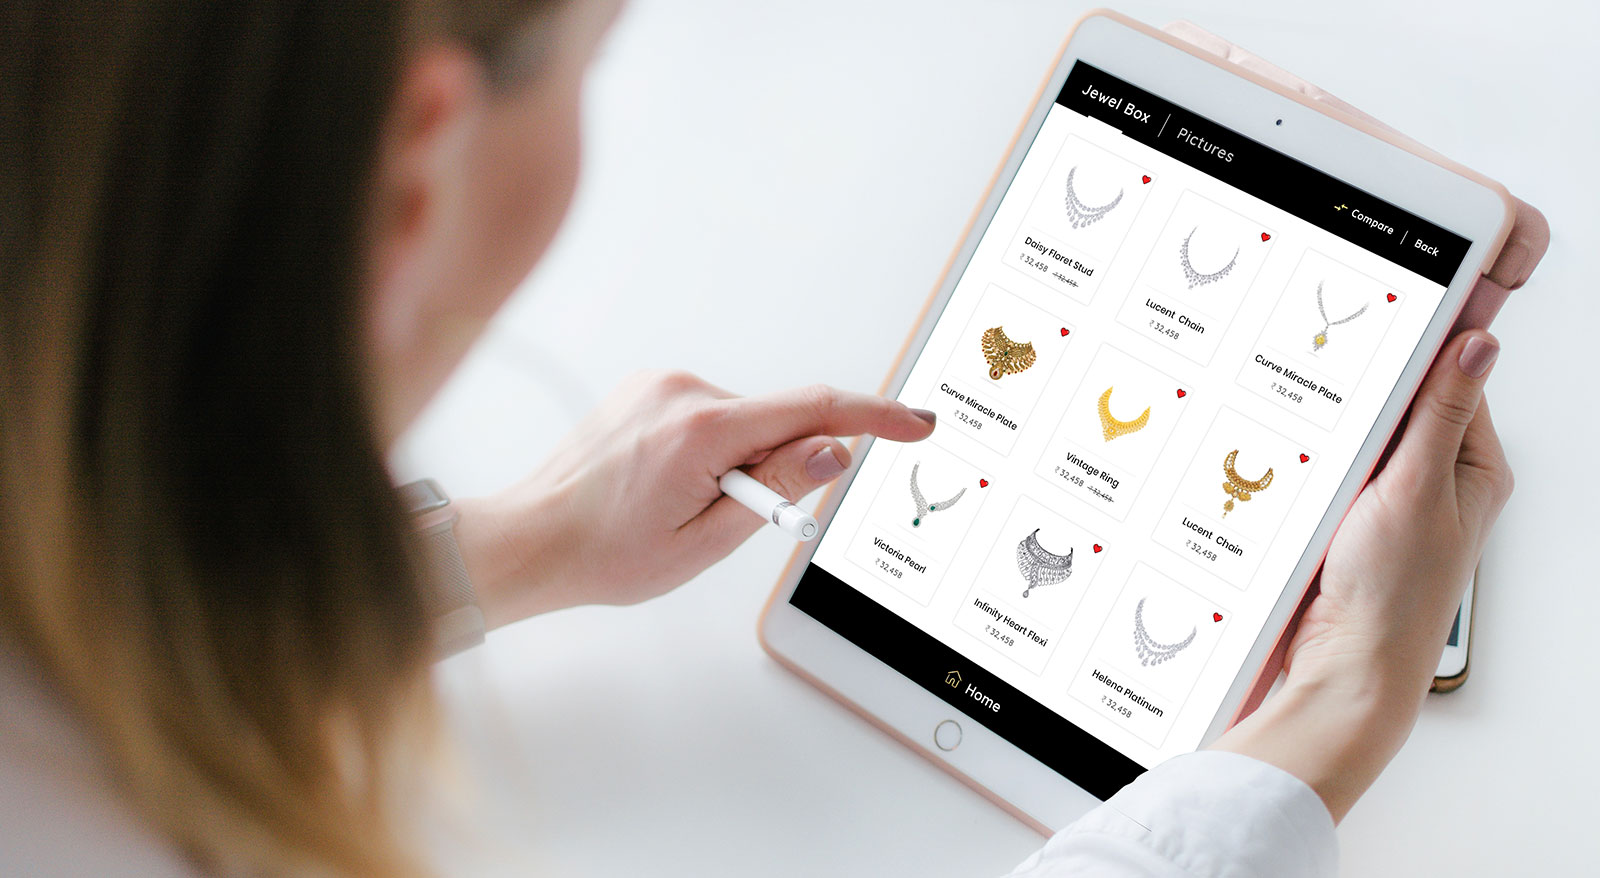 Jewel Box | Pictures
Compare | Back
Daisy Floret Stud
₹ 32,458 ₹32,458
Lucent Chain
₹ 32,458
Curve Miracle Plate
₹ 32,458
Curve Miracle Plate
₹ 32,458
Vintage Ring
₹ 32,458 ₹32,458
Lucent Chain
₹ 32,458
Victoria Pearl
₹ 32,458
Infinity Heart Flexi
₹ 32,458
Helena Platinum
₹ 32,458
Home